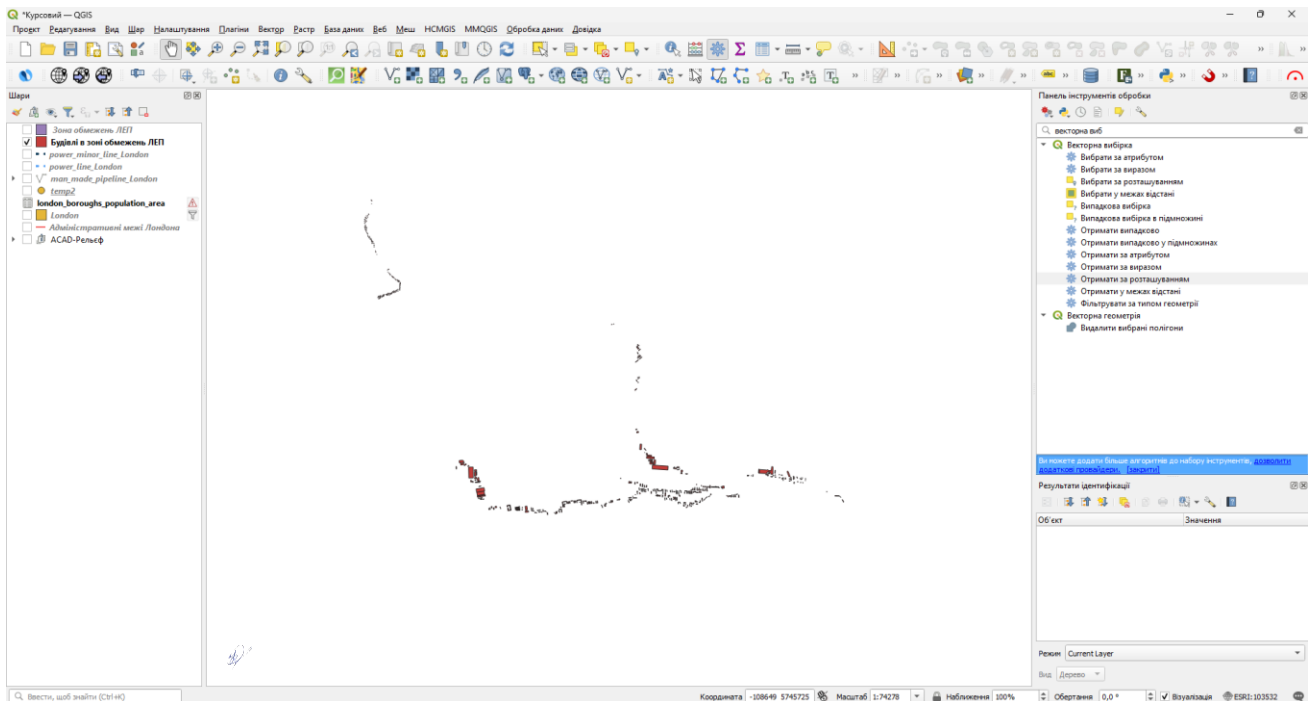 *Курсовий — QGIS
Проєкт Редагування Вид Шар Налаштування Плагіни Вектор Растр База даних Веб Меш HCMGIS MMQGIS Обробка даних Довідка
Шари
Зона обмежень ЛЕП
Будівлі в зоні обмежень ЛЕП
power_minor_line_London
power_line_London
man_made_pipeline_London
temp2
london_boroughs_population_area
London
Адміністративні межі Лондона
ACAD-Рельєф
Панель інструментів обробки
векторна виб
Векторна вибірка
Вибрати за атрибутом
Вибрати за виразом
Вибрати за розташуванням
Вибрати у межах відстані
Випадкова вибірка
Випадкова вибірка в підмножині
Отримати випадково
Отримати випадково у підмножинах
Отримати за атрибутом
Отримати за виразом
Отримати за розташуванням
Отримати у межах відстані
Фільтрувати за типом геометрії
Векторна геометрія
Видалити вибрані полігони
Ви можете додати більше алгоритмів до набору інструментів, дозволити
додаткові провайдери. [закрити]
Результати ідентифікації
Об'єкт Значення
Режим Current Layer
Вид Дерево
Ввести, щоб знайти (Ctrl+K) Координата -108649 5745725 Масштаб 1:74278 Наближення 100% Обертання 0,0 ° Візуалізація ESRI:103532